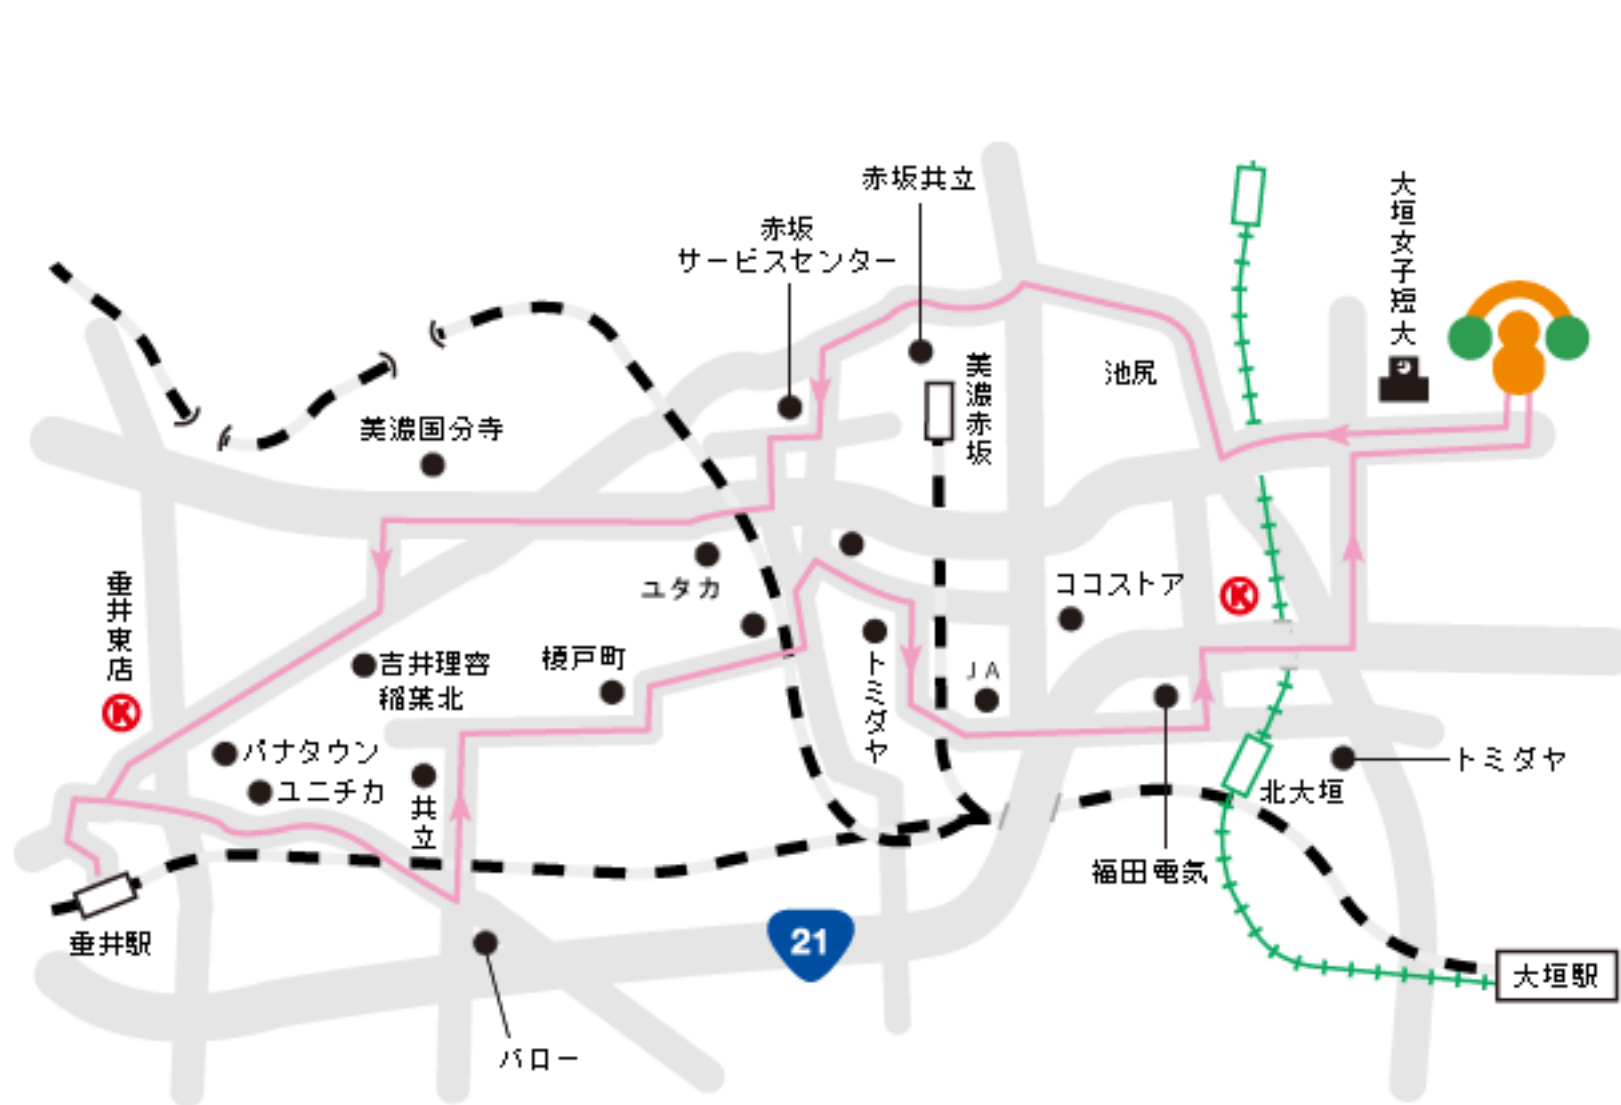 赤坂共立
大垣女子短大
赤坂
サービスセンター
美濃赤坂
池尻
美濃国分寺
垂井東店
K
ユタカ
ココストア
K
吉井理容
稲葉北
榎戸町
トミダヤ
JA
パナタウン
ユニチカ
共立
北大垣
トミダヤ
福田電気
垂井駅
21
大垣駅
バロー